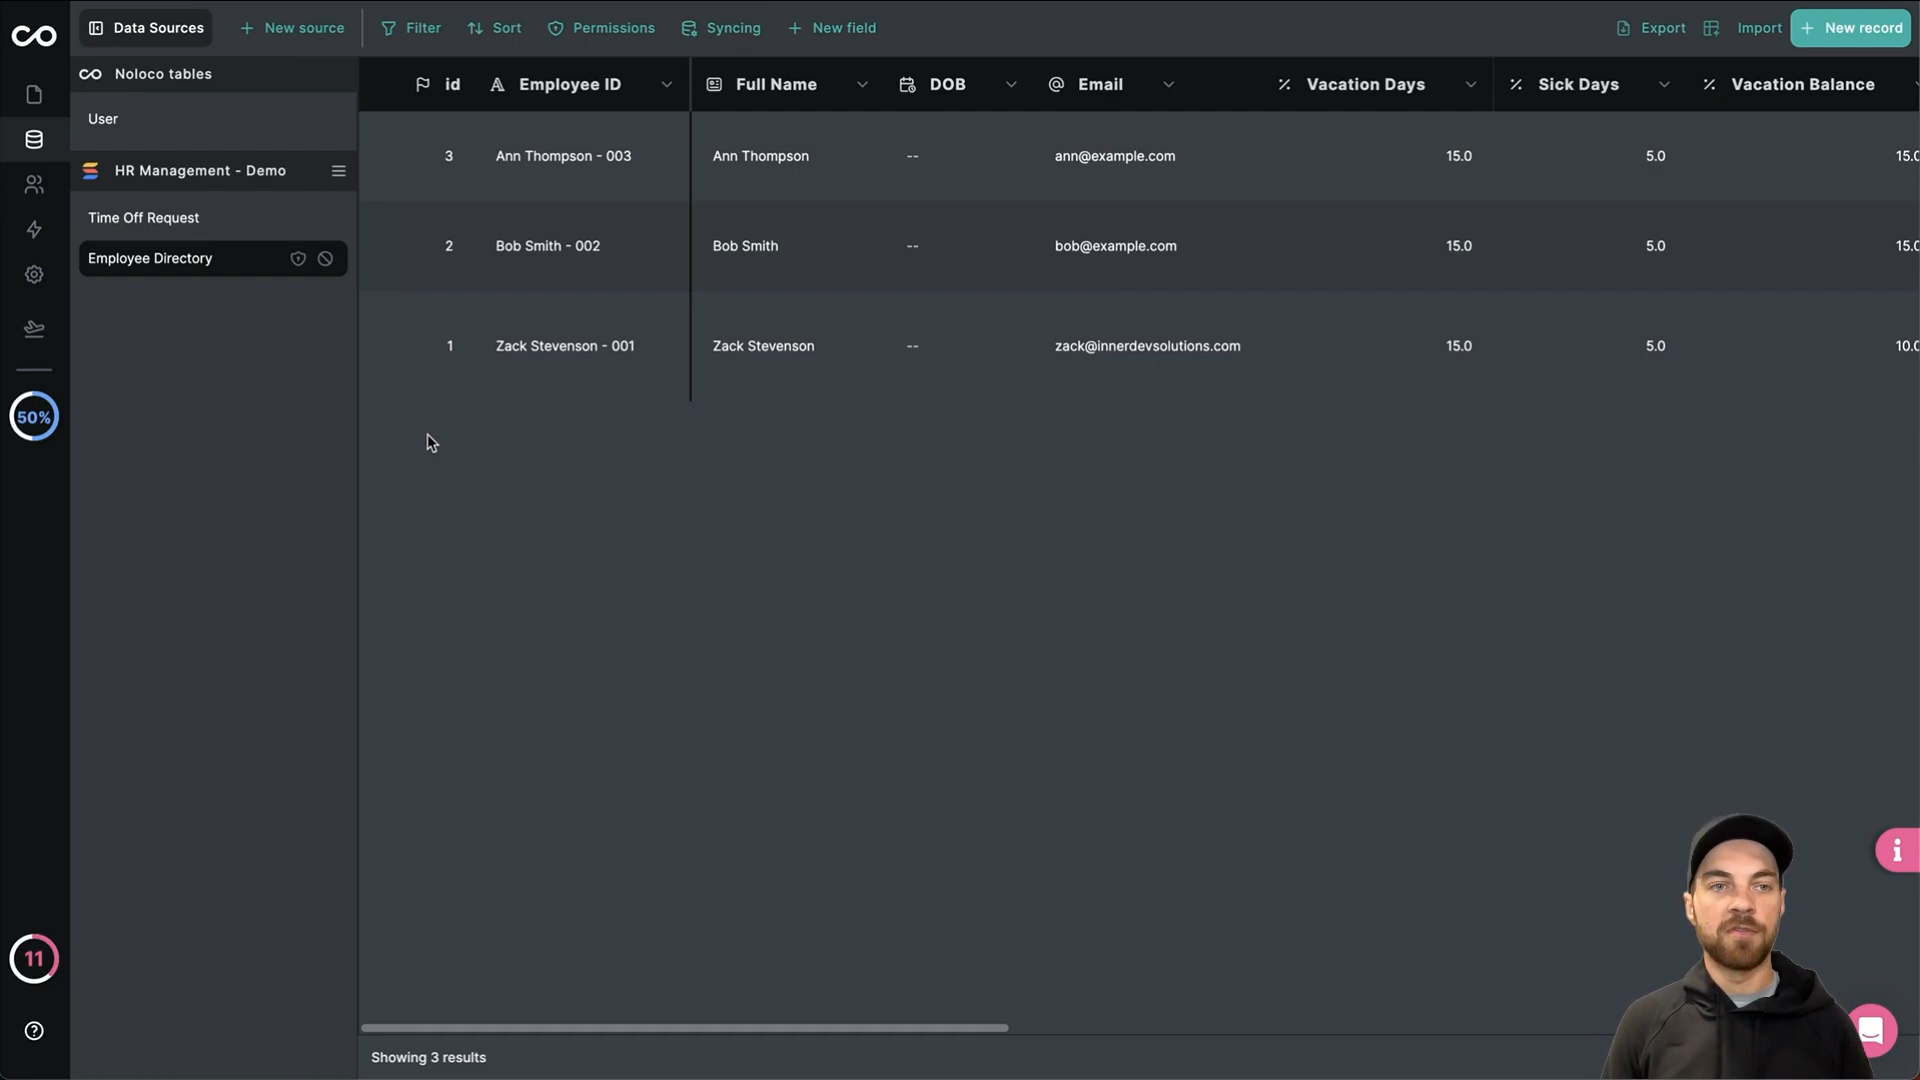 Data Sources
New source
Filter
Sort
Permissions
Syncing
New field
Export
Import
New record
Noloco tables
User
HR Management - Demo
Time Off Request
Employee Directory
id
Employee ID
Full Name
DOB
Email
Vacation Days
Sick Days
Vacation Balance
3
Ann Thompson - 003
Ann Thompson
--
ann@example.com
15.0
5.0
15.0
2
Bob Smith - 002
Bob Smith
--
bob@example.com
15.0
5.0
15.0
1
Zack Stevenson - 001
Zack Stevenson
--
zack@innerdevsolutions.com
15.0
5.0
10.0
50%
11
Showing 3 results